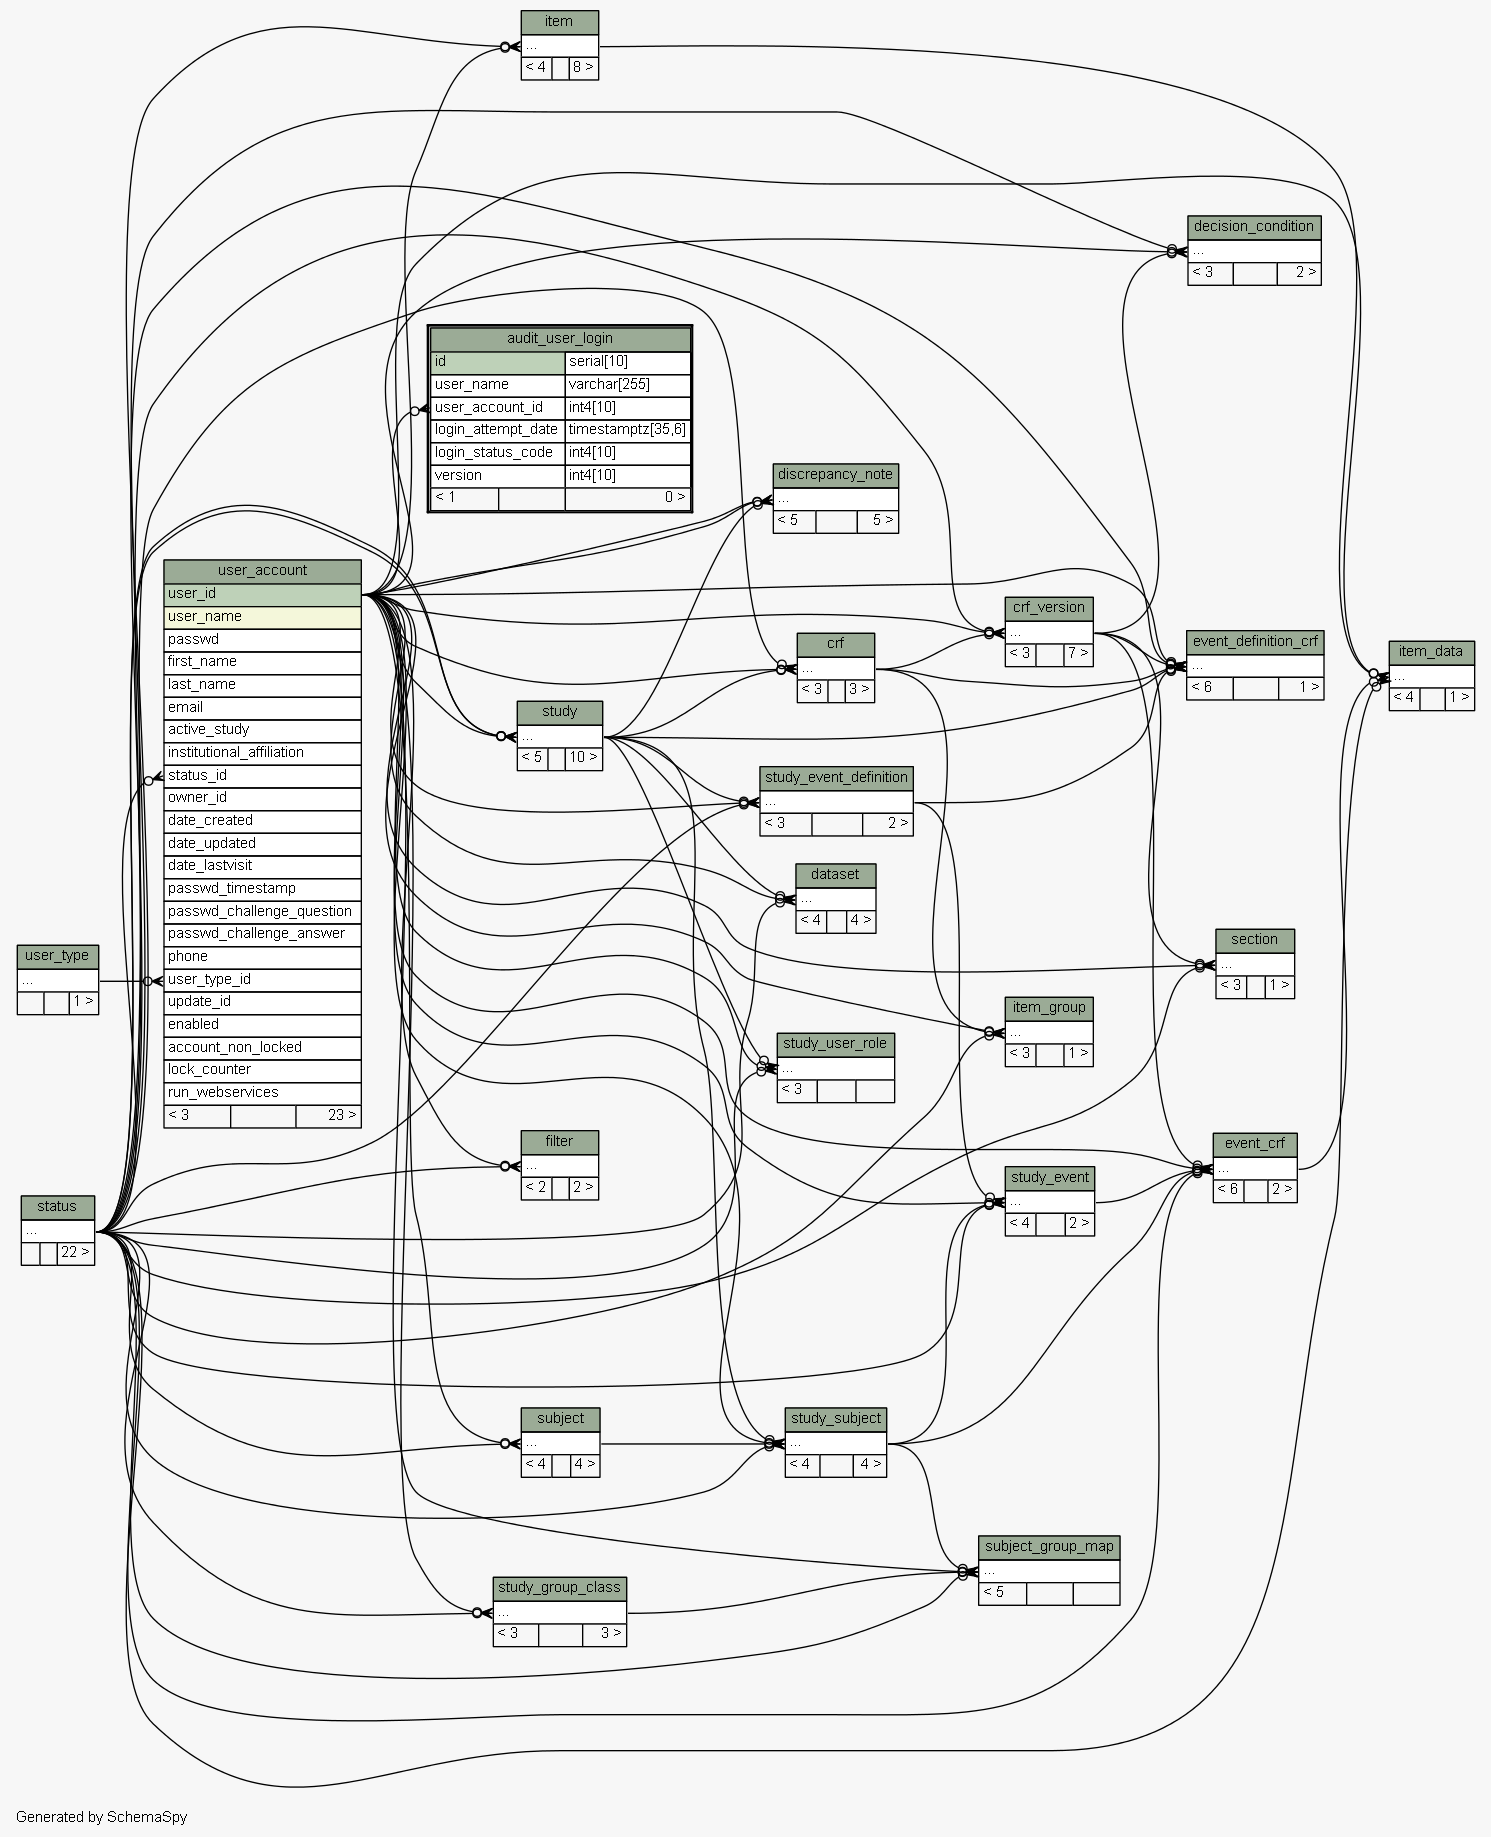 item
...
< 4 8 >
decision_condition
...
< 3 2 >
audit_user_login
id serial[10]
user_name varchar[255]
user_account_id int4[10]
login_attempt_date timestamptz[35,6]
login_status_code int4[10]
version int4[10]
< 1 0 >
discrepancy_note
...
< 5 5 >
user_account
user_id
user_name
passwd
first_name
last_name
email
active_study
institutional_affiliation
status_id
owner_id
date_created
date_updated
date_lastvisit
passwd_timestamp
passwd_challenge_question
passwd_challenge_answer
phone
user_type_id
update_id
enabled
account_non_locked
lock_counter
run_webservices
< 3 23 >
crf_version
...
< 3 7 >
crf
...
< 3 3 >
event_definition_crf
...
< 6 1 >
item_data
...
< 4 1 >
study
...
< 5 10 >
study_event_definition
...
< 3 2 >
dataset
...
< 4 4 >
user_type
...
1 >
section
...
< 3 1 >
item_group
...
< 3 1 >
study_user_role
...
< 3
filter
...
< 2 2 >
event_crf
...
< 6 2 >
study_event
...
< 4 2 >
status
...
22 >
subject
...
< 4 4 >
study_subject
...
< 4 4 >
subject_group_map
...
< 5
study_group_class
...
< 3 3 >
Generated by SchemaSpy